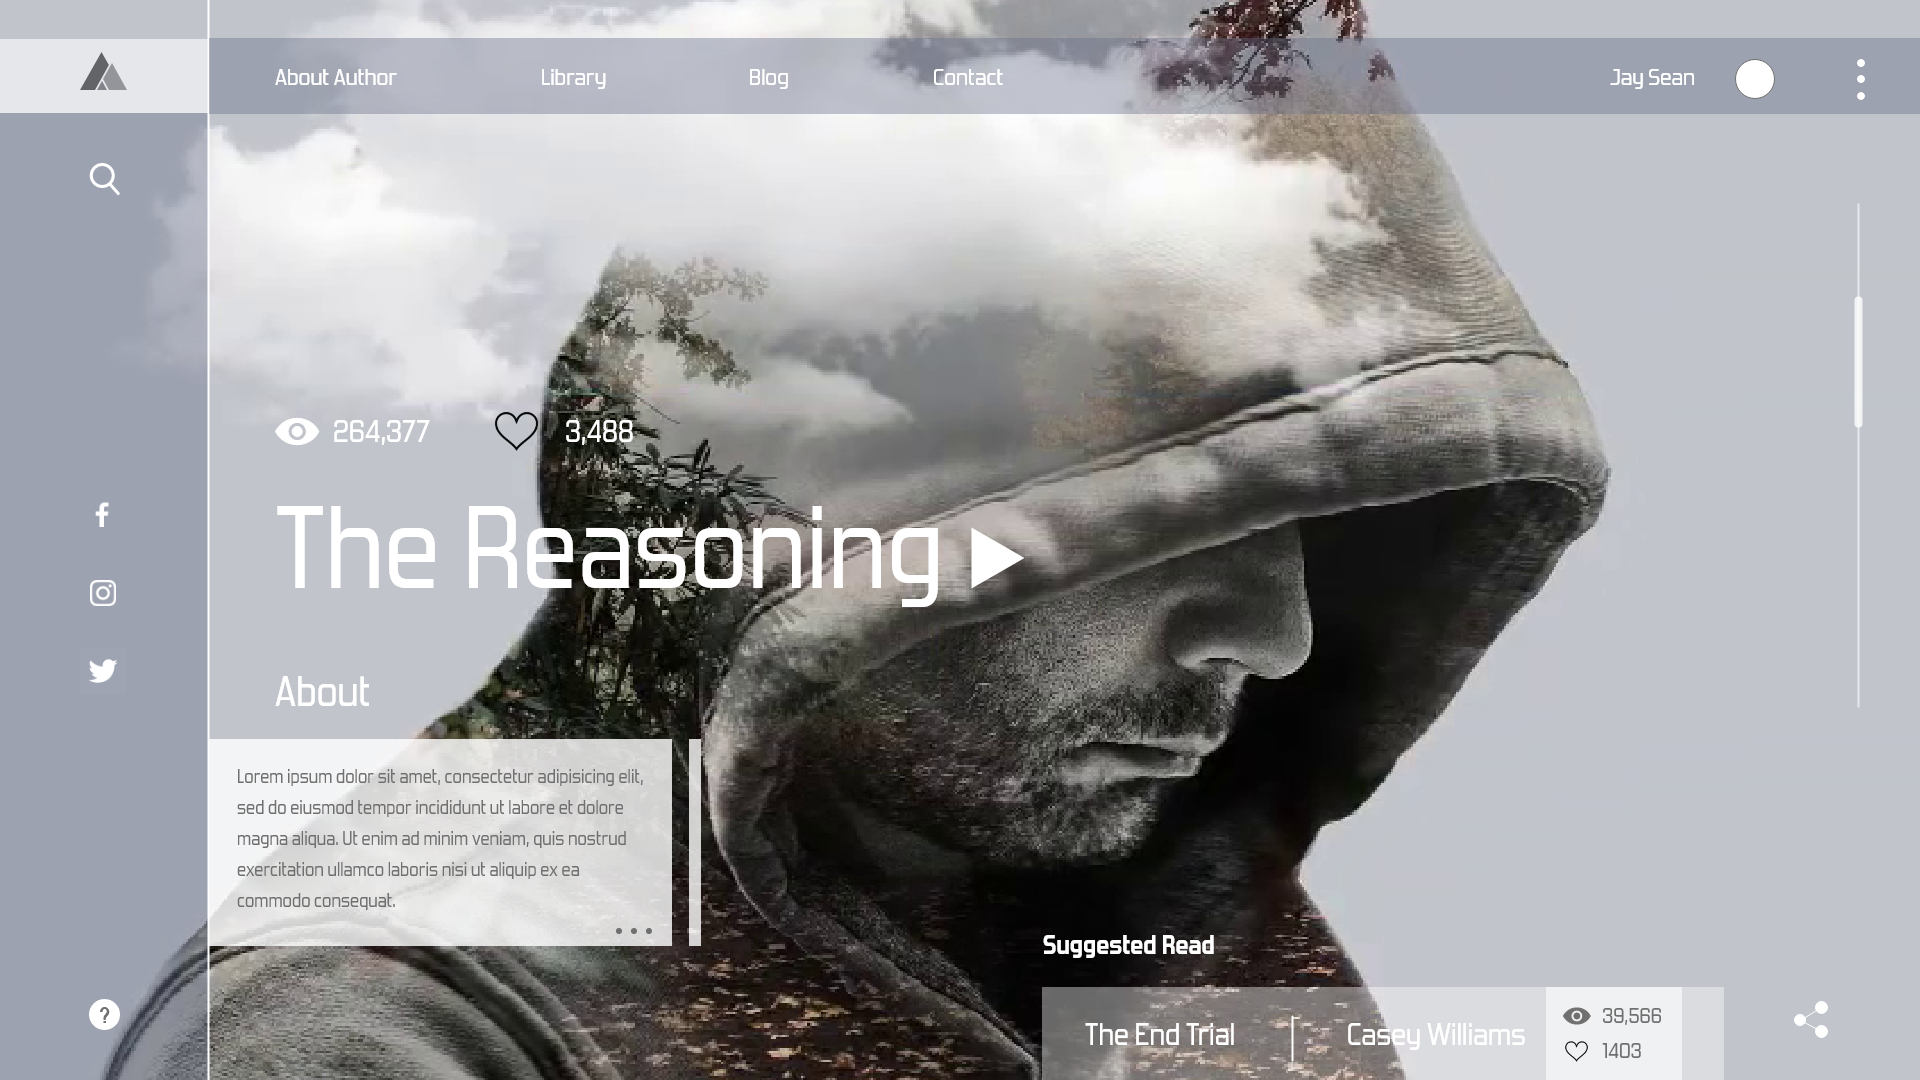 About Author
Library
Blog
Contact
Jay Sean
264,377
3,488
The Reasoning
About
Lorem ipsum dolor sit amet, consectetur adipisicing elit,
sed do eiusmod tempor incididunt ut labore et dolore
magna aliqua. Ut enim ad minim veniam, quis nostrud
exercitation ullamco laboris nisi ut aliquip ex ea
commodo consequat.
...
?
Suggested Read
The End Trial | Casey Williams
39,566
1403